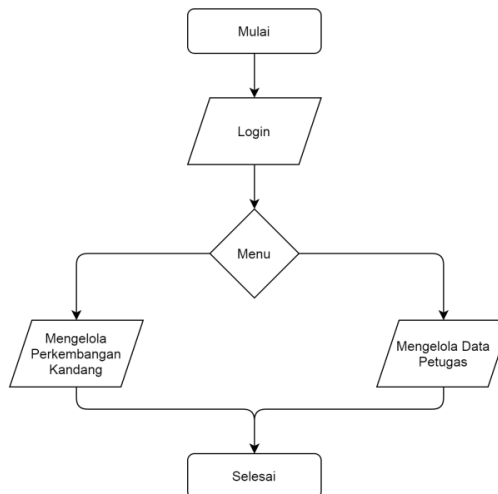 Mulai
Login
Menu
Mengelola
Perkembangan
Kandang
Mengelola Data
Petugas
Selesai